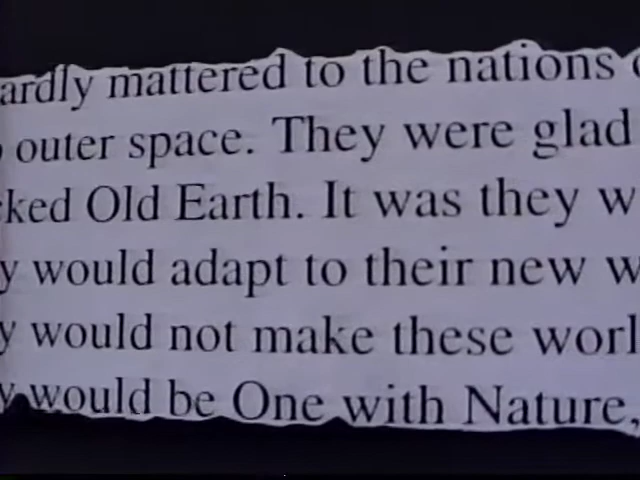 ardly mattered to the nations
outer space. They were glad
ked Old Earth. It was they w
y would adapt to their new w
y would not make these worl
y would be One with Nature,